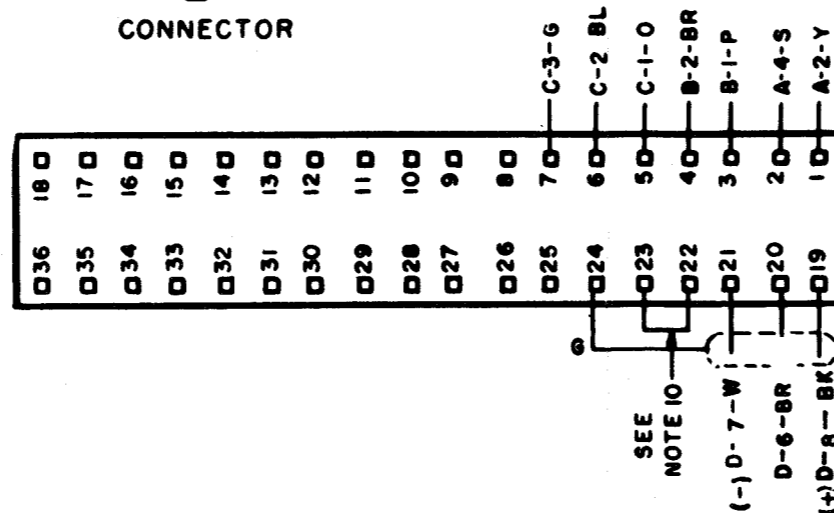 CONNECTOR
C-3-G
C-2 BL
C-1-O
B-2-BR
B-1-P
A-4-S
A-2-Y
18 17 16 15 14 13 12 11 10 9 8 7 6 5 4 3 2 1
36 35 34 33 32 31 30 29 28 27 26 25 24 23 22 21 20 19
G
SEE
NOTE 10
(-) D-7-W
D-6-BR
(+) D-8-BK